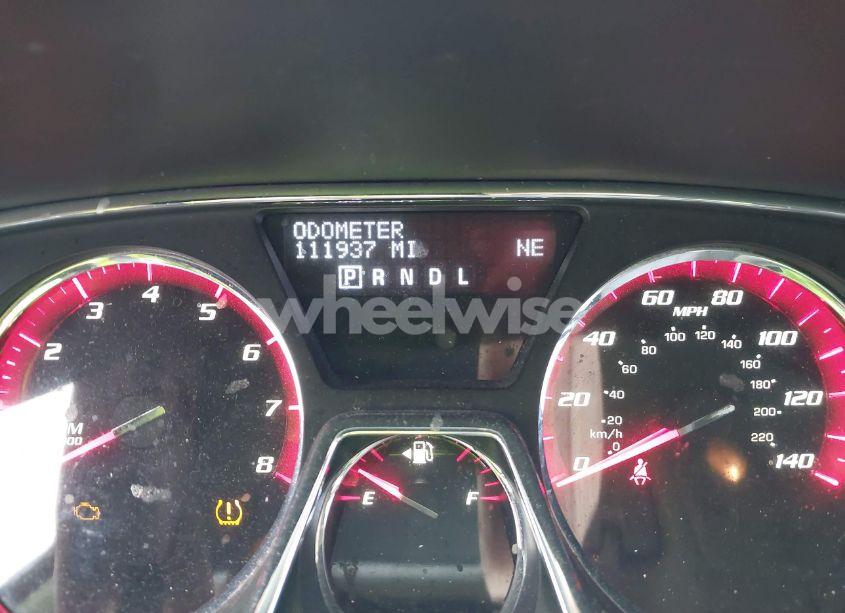 ODOMETER
111937 MI NE
P R N D L
wheelwise
2 3 4 5 6 7 8
E F
0 20 40 60 80 100 120 140
MPH
0 20 40 60 80 100 120 140 160 180 200 220
km/h